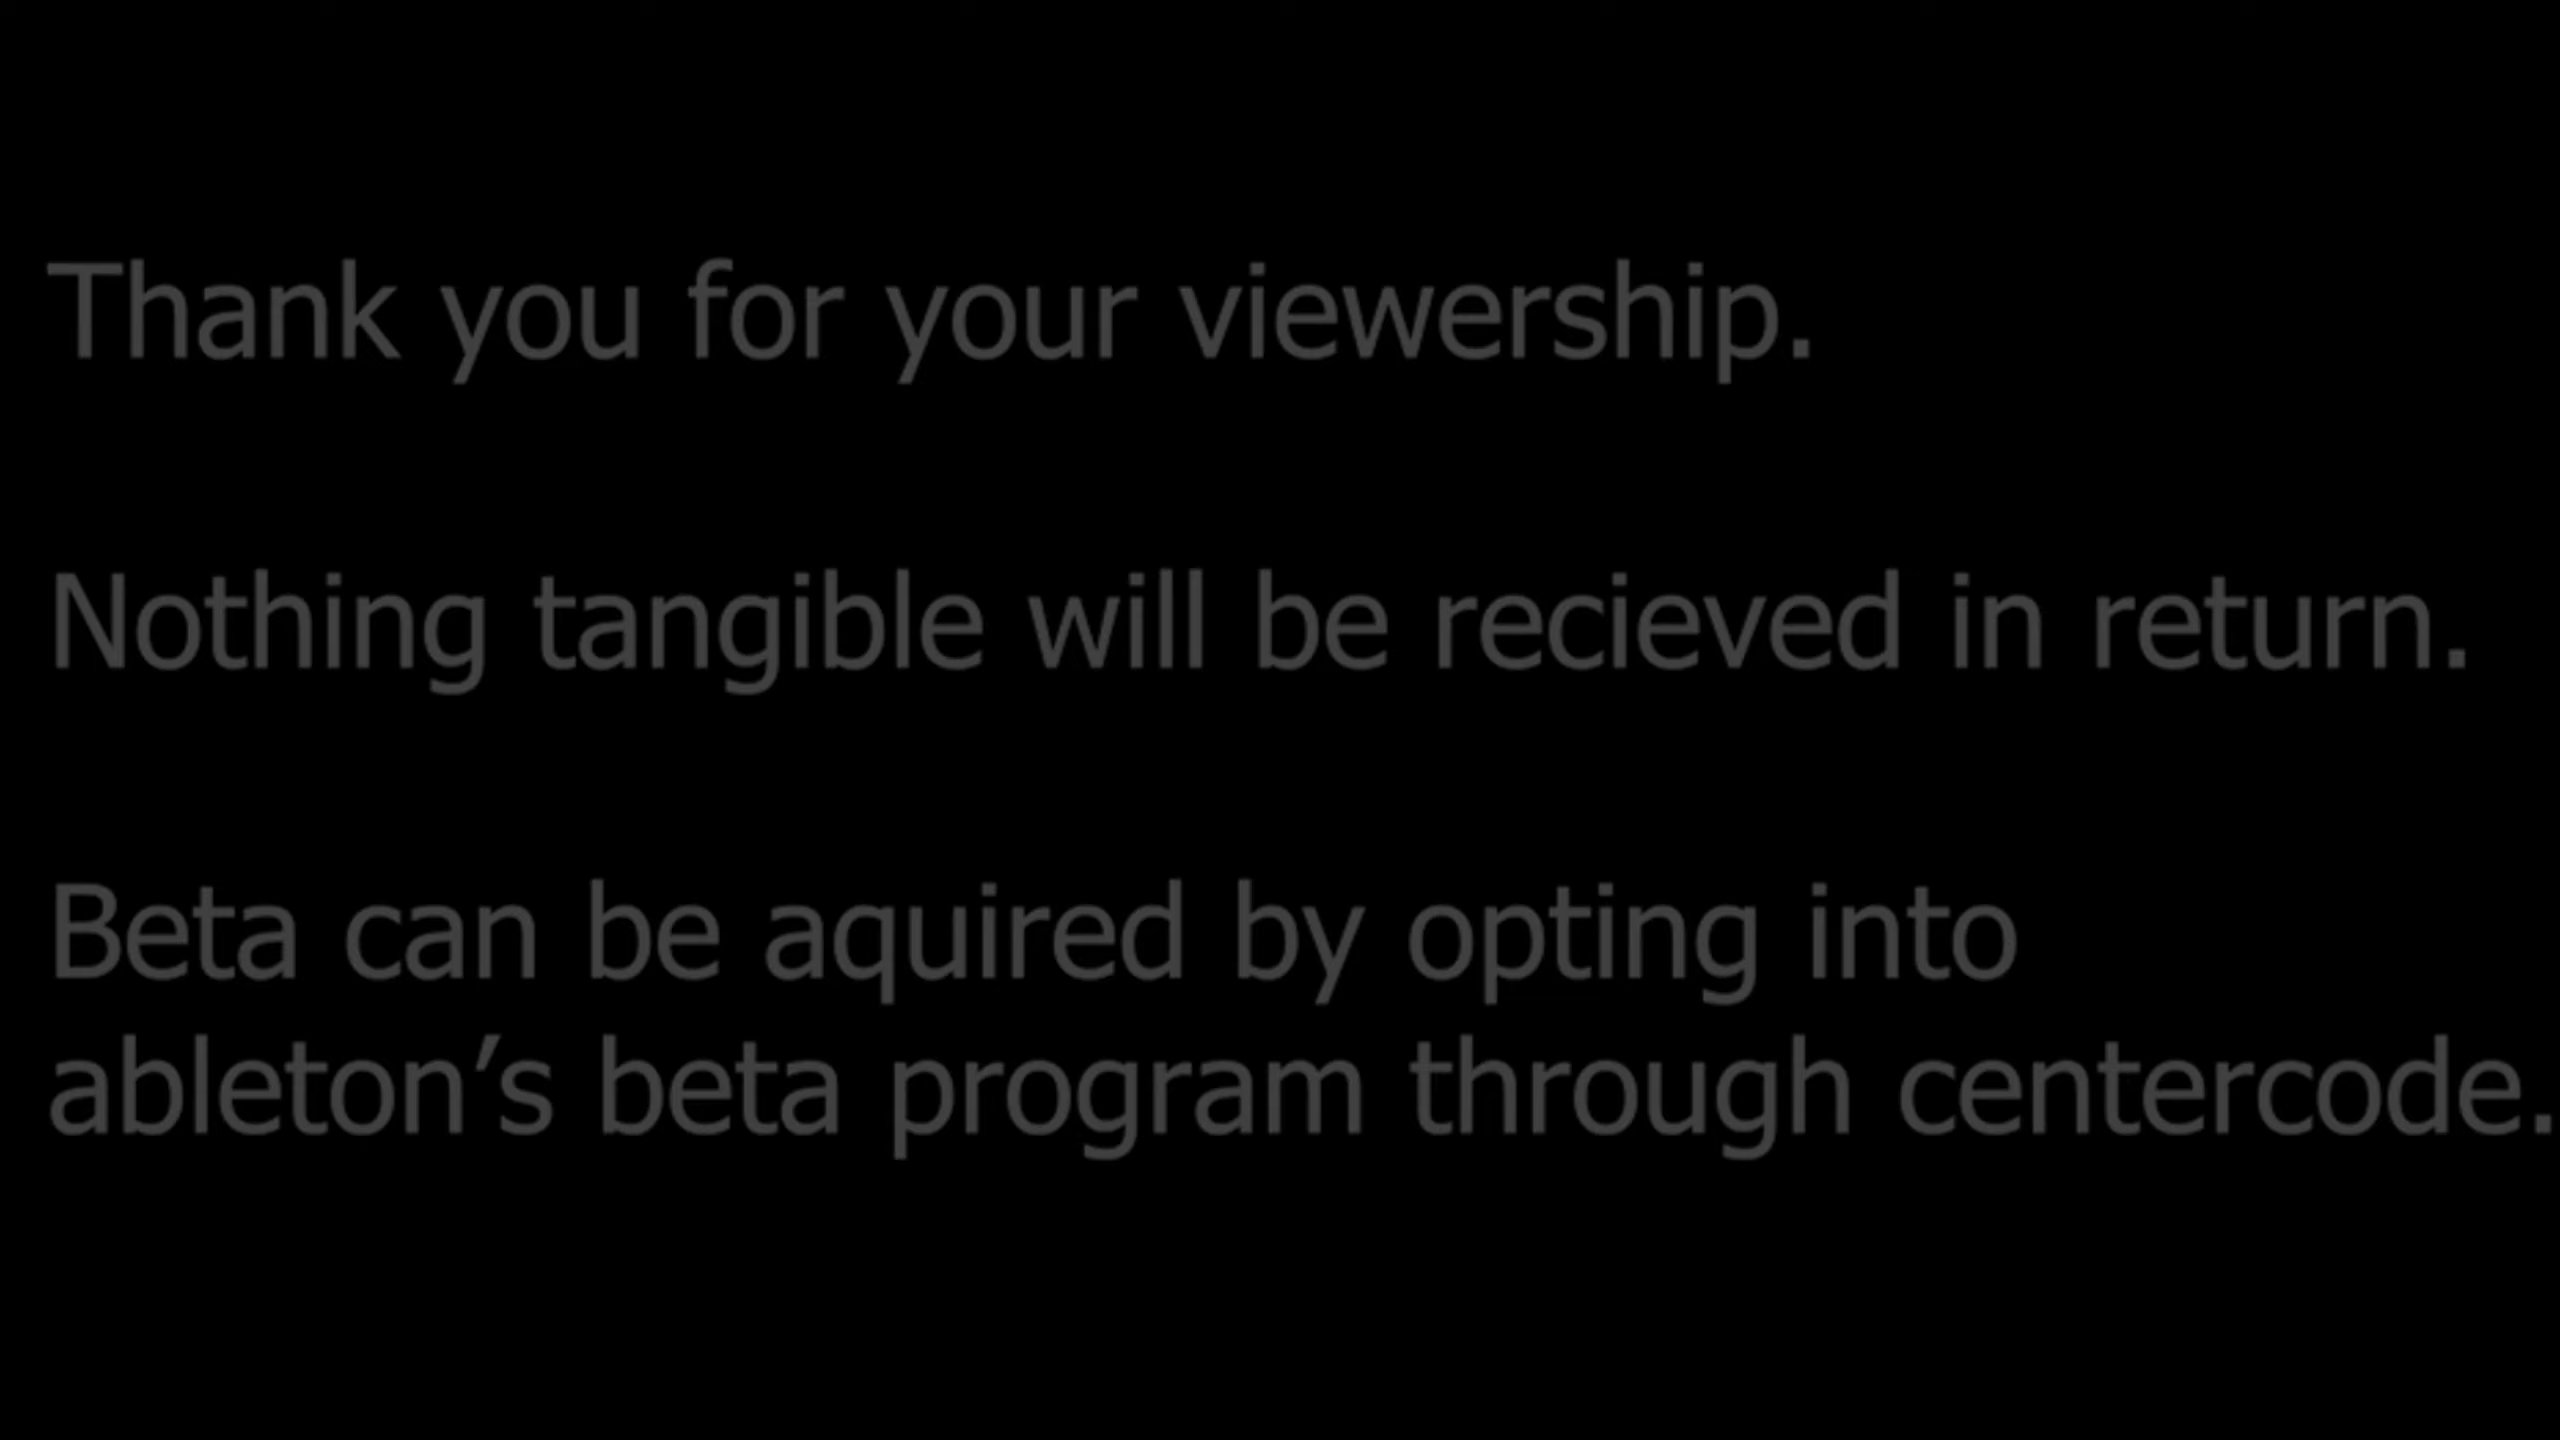 Thank you for your viewership.
Nothing tangible will be recieved in return.
Beta can be aquired by opting into
ableton’s beta program through centercode.